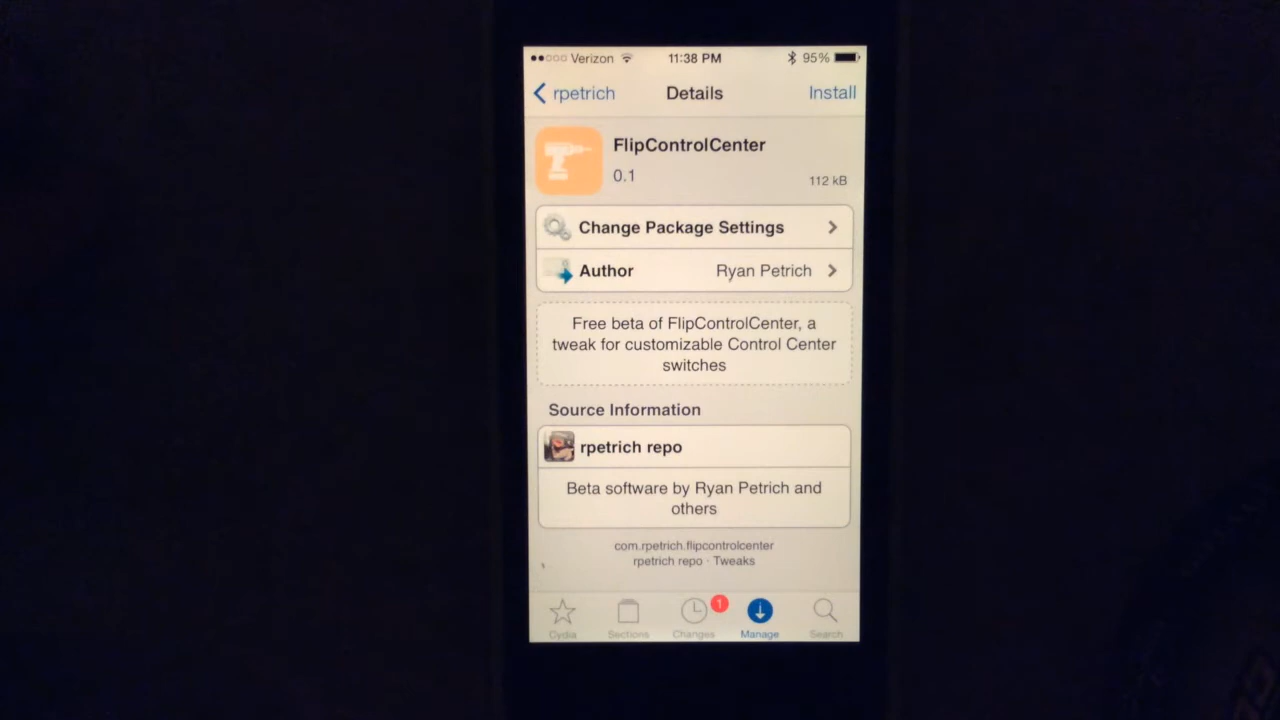 Verizon 11:38 PM 95%
rpetrich Details Install
FlipControlCenter
0.1 112 kB
Change Package Settings
Author Ryan Petrich
Free beta of FlipControlCenter, a
tweak for customizable Control Center
switches
Source Information
rpetrich repo
Beta software by Ryan Petrich and
others
com.rpetrich.flipcontrolcenter
rpetrich repo · Tweaks
1
Cydia Sections Changes Manage Search